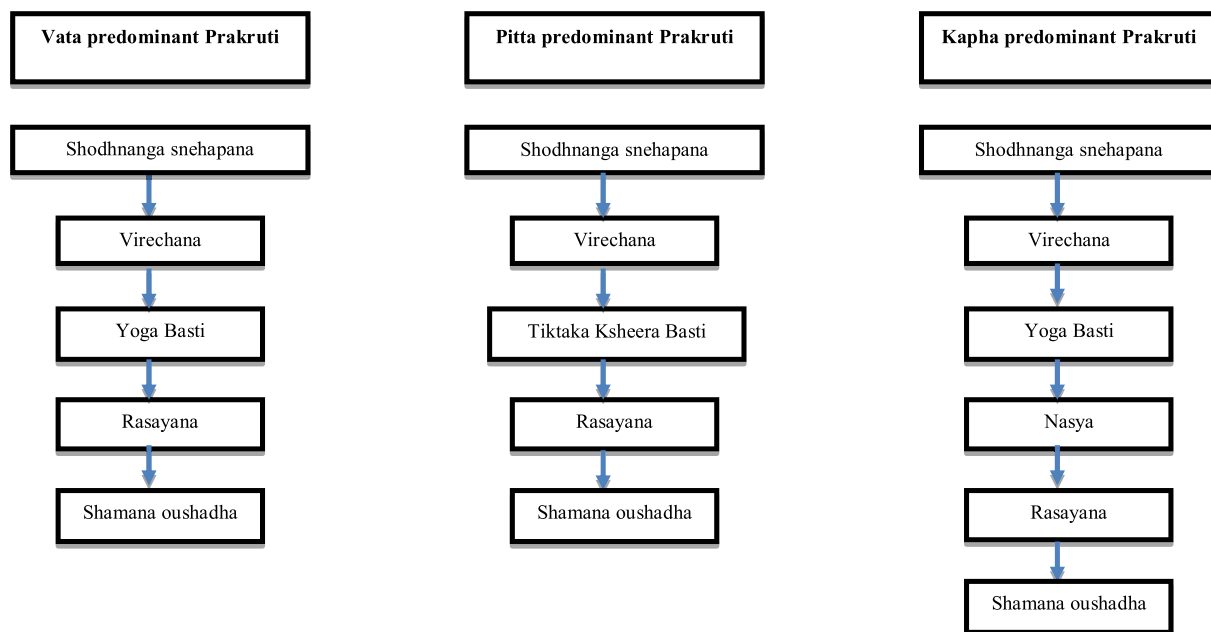 Vata predominant Prakruti
Shodhnanga snehapana
Virechana
Yoga Basti
Rasayana
Shamana oushadha
Pitta predominant Prakruti
Shodhnanga snehapana
Virechana
Tiktaka Ksheera Basti
Rasayana
Shamana oushadha
Kapha predominant Prakruti
Shodhnanga snehapana
Virechana
Yoga Basti
Nasya
Rasayana
Shamana oushadha